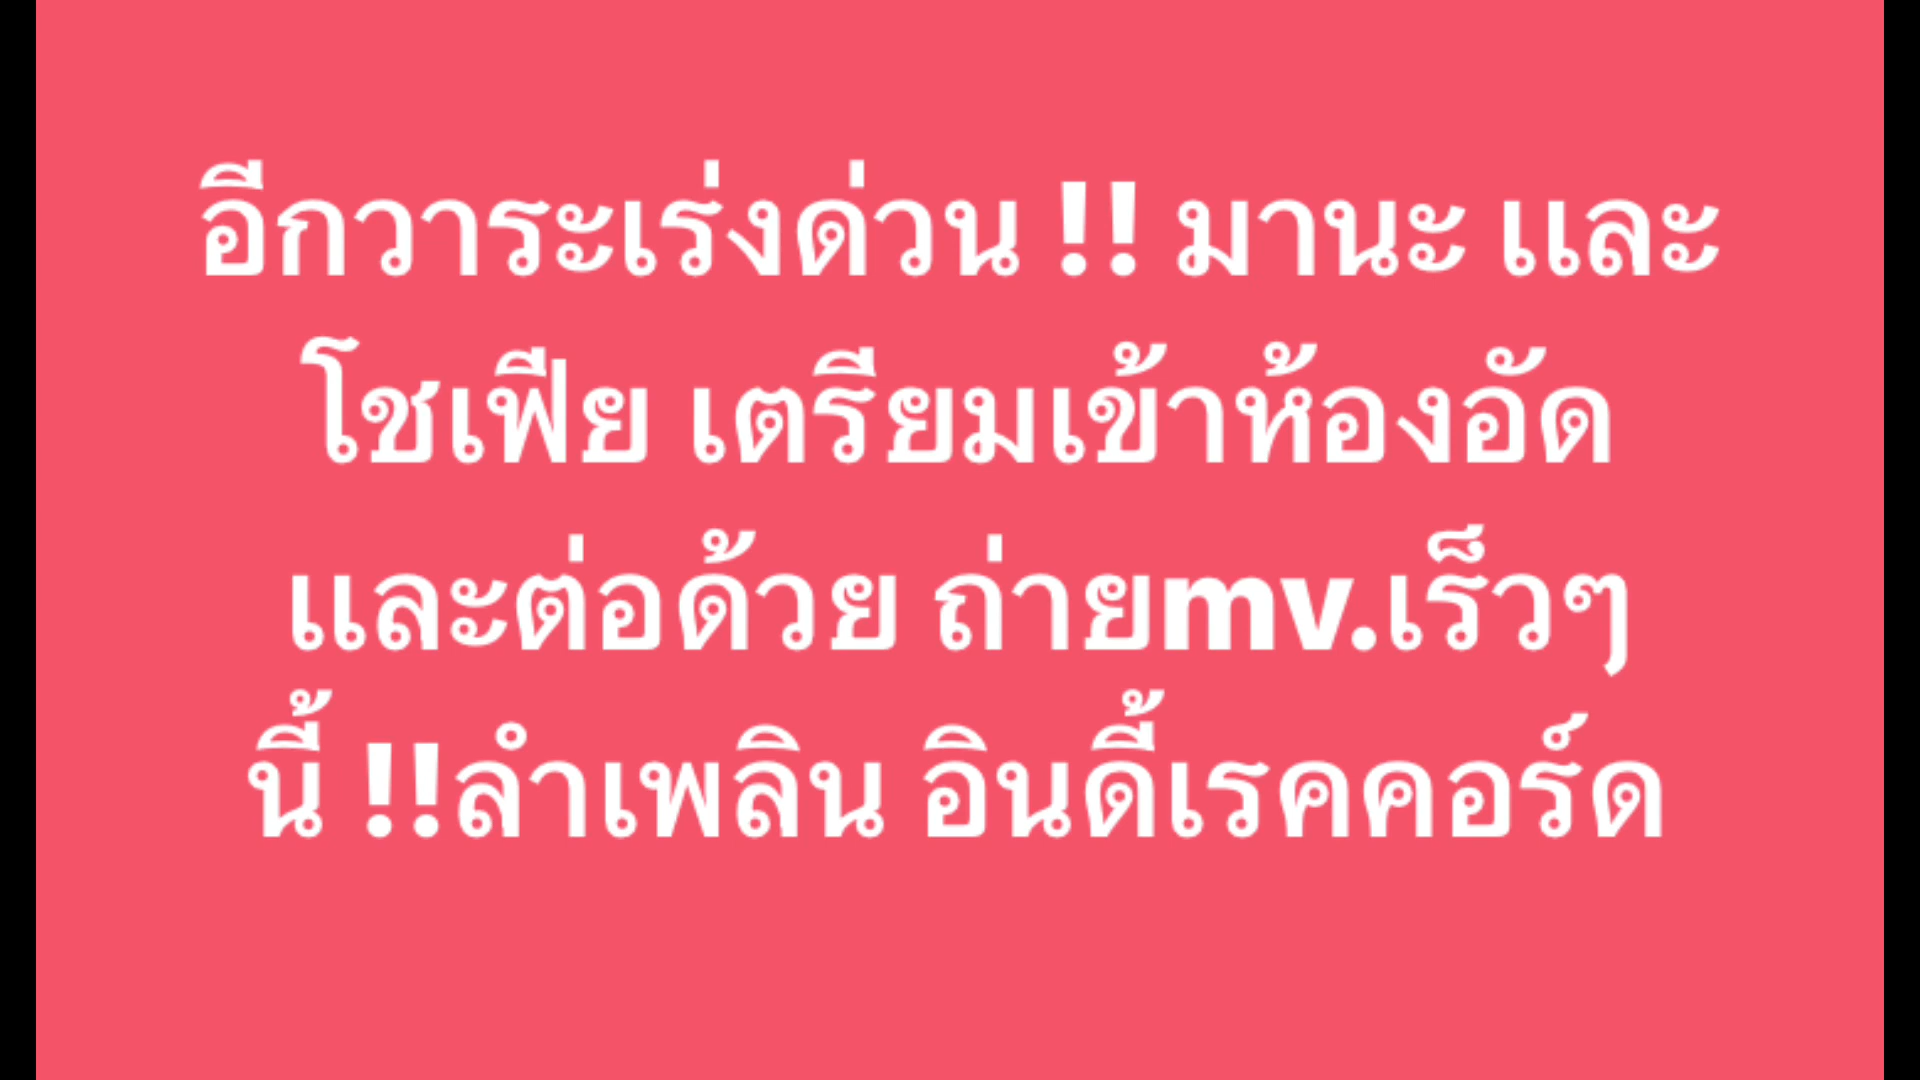 อีกวาระเร่งด่วน !! มานะ และ
โชเฟีย เตรียมเข้าห้องอัด
และต่อด้วย ถ่ายmv.เร็วๆ
นี้ !!ลำเพลิน อินดี้เรคคอร์ด